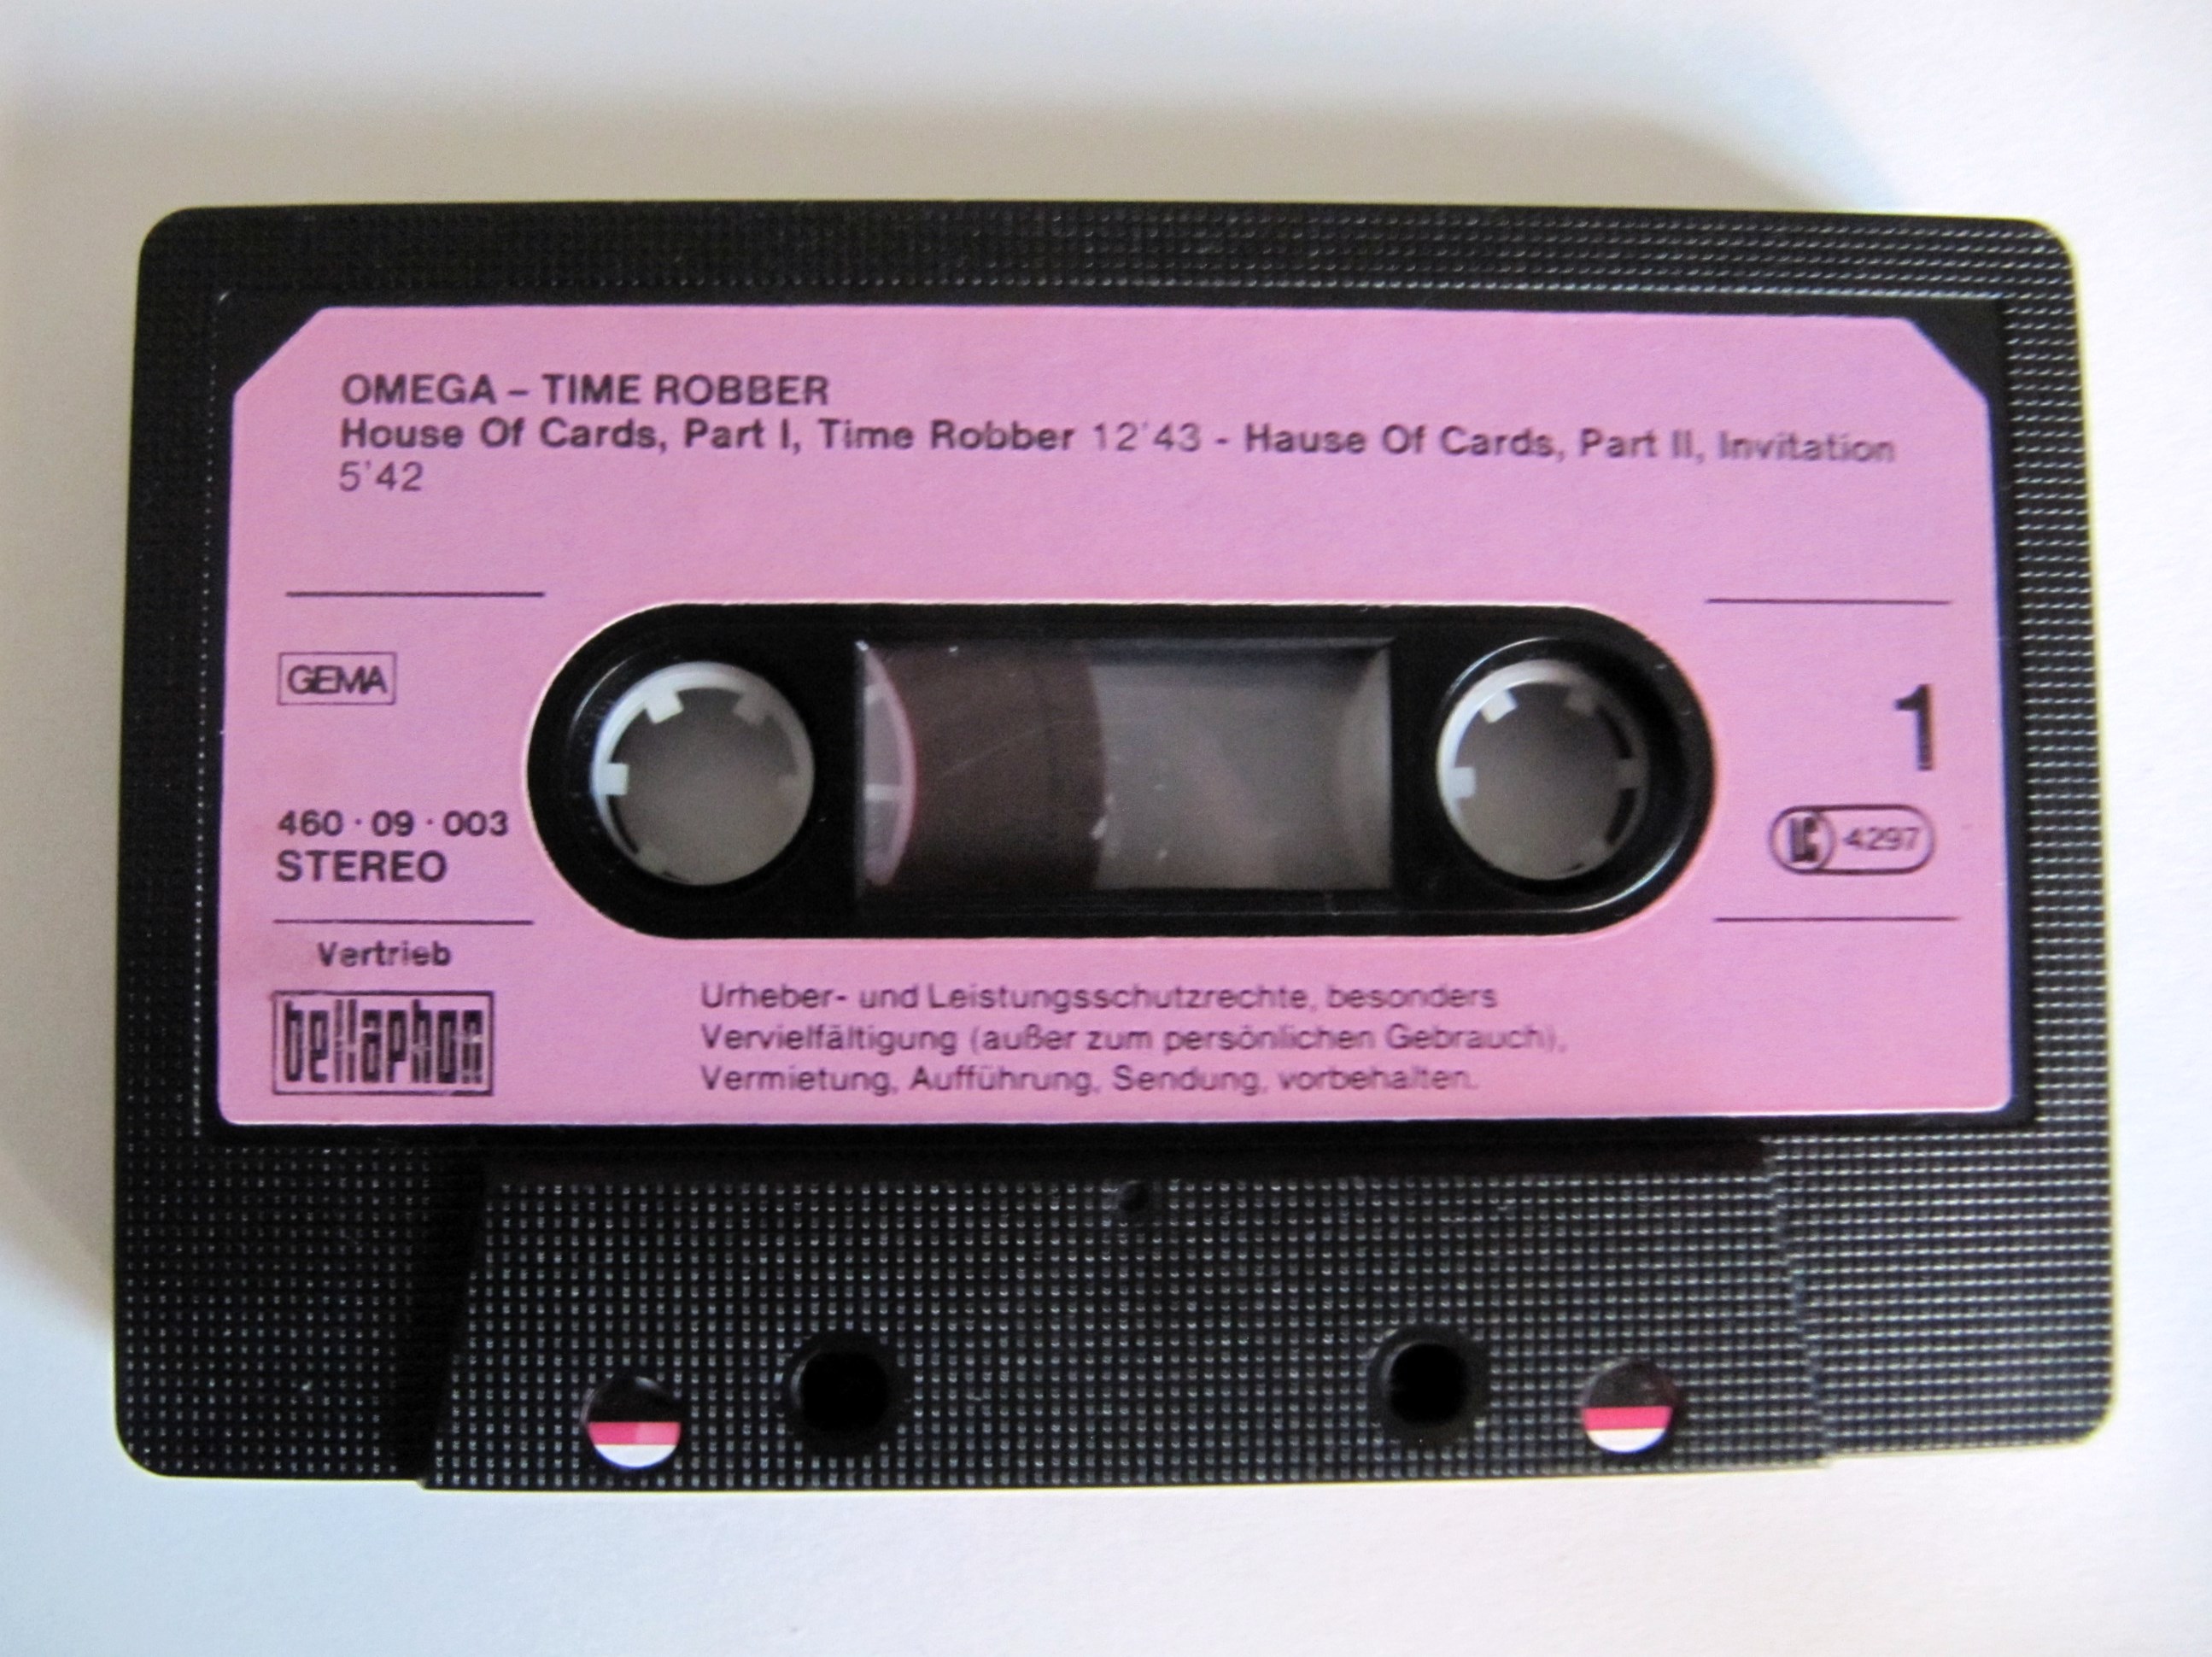 OMEGA – TIME ROBBER
House Of Cards, Part I, Time Robber 12'43 - Hause Of Cards, Part II, Invitation
5'42
GEMA
1
460 · 09 · 003
STEREO
LC 4297
Vertrieb
bellaphon
Urheber- und Leistungsschutzrechte, besonders
Vervielfältigung (außer zum persönlichen Gebrauch),
Vermietung, Aufführung, Sendung, vorbehalten.